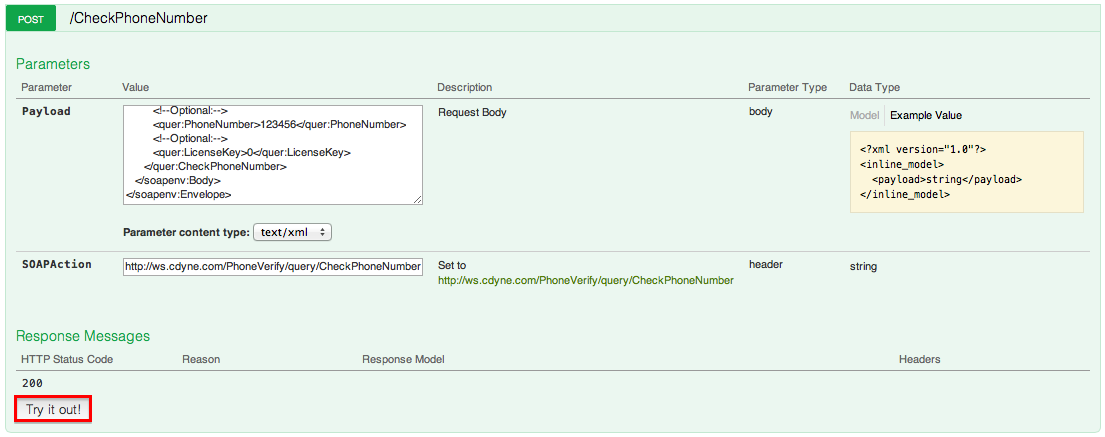 POST /CheckPhoneNumber
Parameters
Parameter Value Description Parameter Type Data Type
Payload
<!--Optional:-->
<quer:PhoneNumber>123456</quer:PhoneNumber>
<!--Optional:-->
<quer:LicenseKey>0</quer:LicenseKey>
</quer:CheckPhoneNumber>
</soapenv:Body>
</soapenv:Envelope>
Request Body
body
Model Example Value
<?xml version="1.0"?>
<inline_model>
<payload>string</payload>
</inline_model>
Parameter content type: text/xml
SOAPAction
http://ws.cdyne.com/PhoneVerify/query/CheckPhoneNumber
Set to
http://ws.cdyne.com/PhoneVerify/query/CheckPhoneNumber
header
string
Response Messages
HTTP Status Code Reason Response Model Headers
200
Try it out!